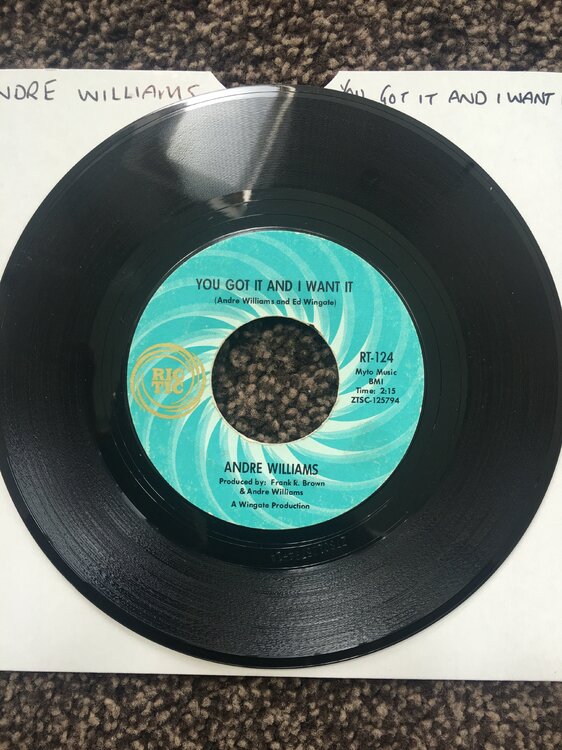 NDRE WILLIAMS
YOU GOT IT AND I WANT I
YOU GOT IT AND I WANT IT
(Andre Williams and Ed Wingate)
RIC
TIC
RT-124
Myto Music
BMI
Time: 2:15
ZTSC-125794
ANDRE WILLIAMS
Produced by: Frank R. Brown
& Andre Williams
A Wingate Production